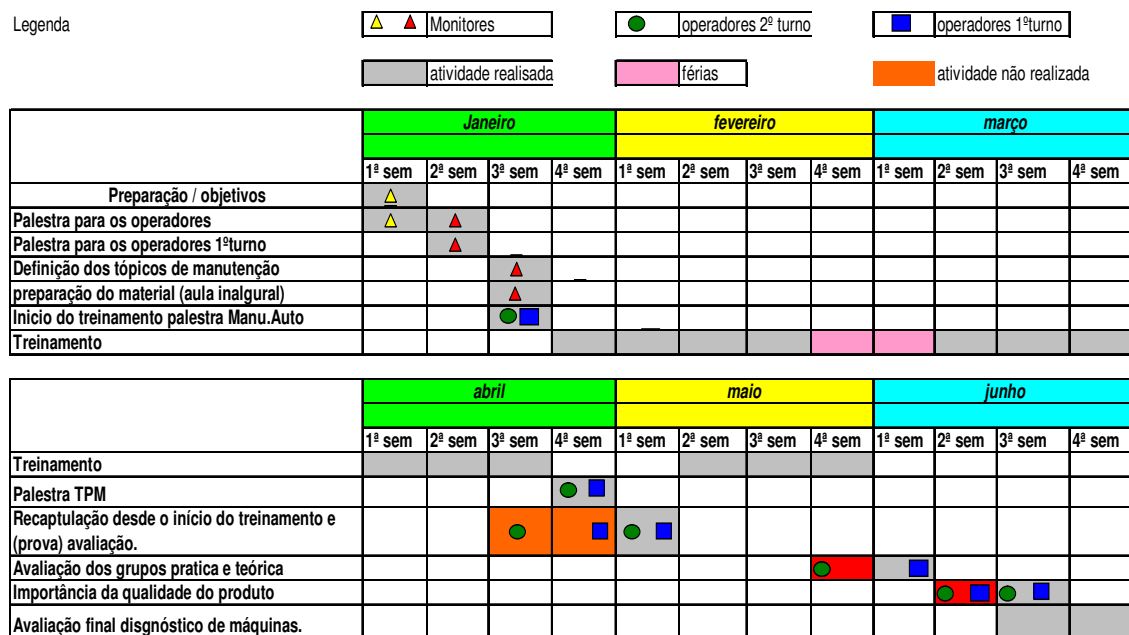 Legenda
Monitores
operadores 2º turno
operadores 1ºturno
atividade realisada
férias
atividade não realizada
Janeiro fevereiro março
1ª sem 2ª sem 3ª sem 4ª sem 1ª sem 2ª sem 3ª sem 4ª sem 1ª sem 2ª sem 3ª sem 4ª sem
Preparação / objetivos
Palestra para os operadores
Palestra para os operadores 1ºturno
Definição dos tópicos de manutenção
preparação do material (aula inalgural)
Inicio do treinamento palestra Manu.Auto
Treinamento
abril maio junho
1ª sem 2ª sem 3ª sem 4ª sem 1ª sem 2ª sem 3ª sem 4ª sem 1ª sem 2ª sem 3ª sem 4ª sem
Treinamento
Palestra TPM
Recaptulação desde o início do treinamento e
(prova) avaliação.
Avaliação dos grupos pratica e teórica
Importância da qualidade do produto
Avaliação final disgnóstico de máquinas.